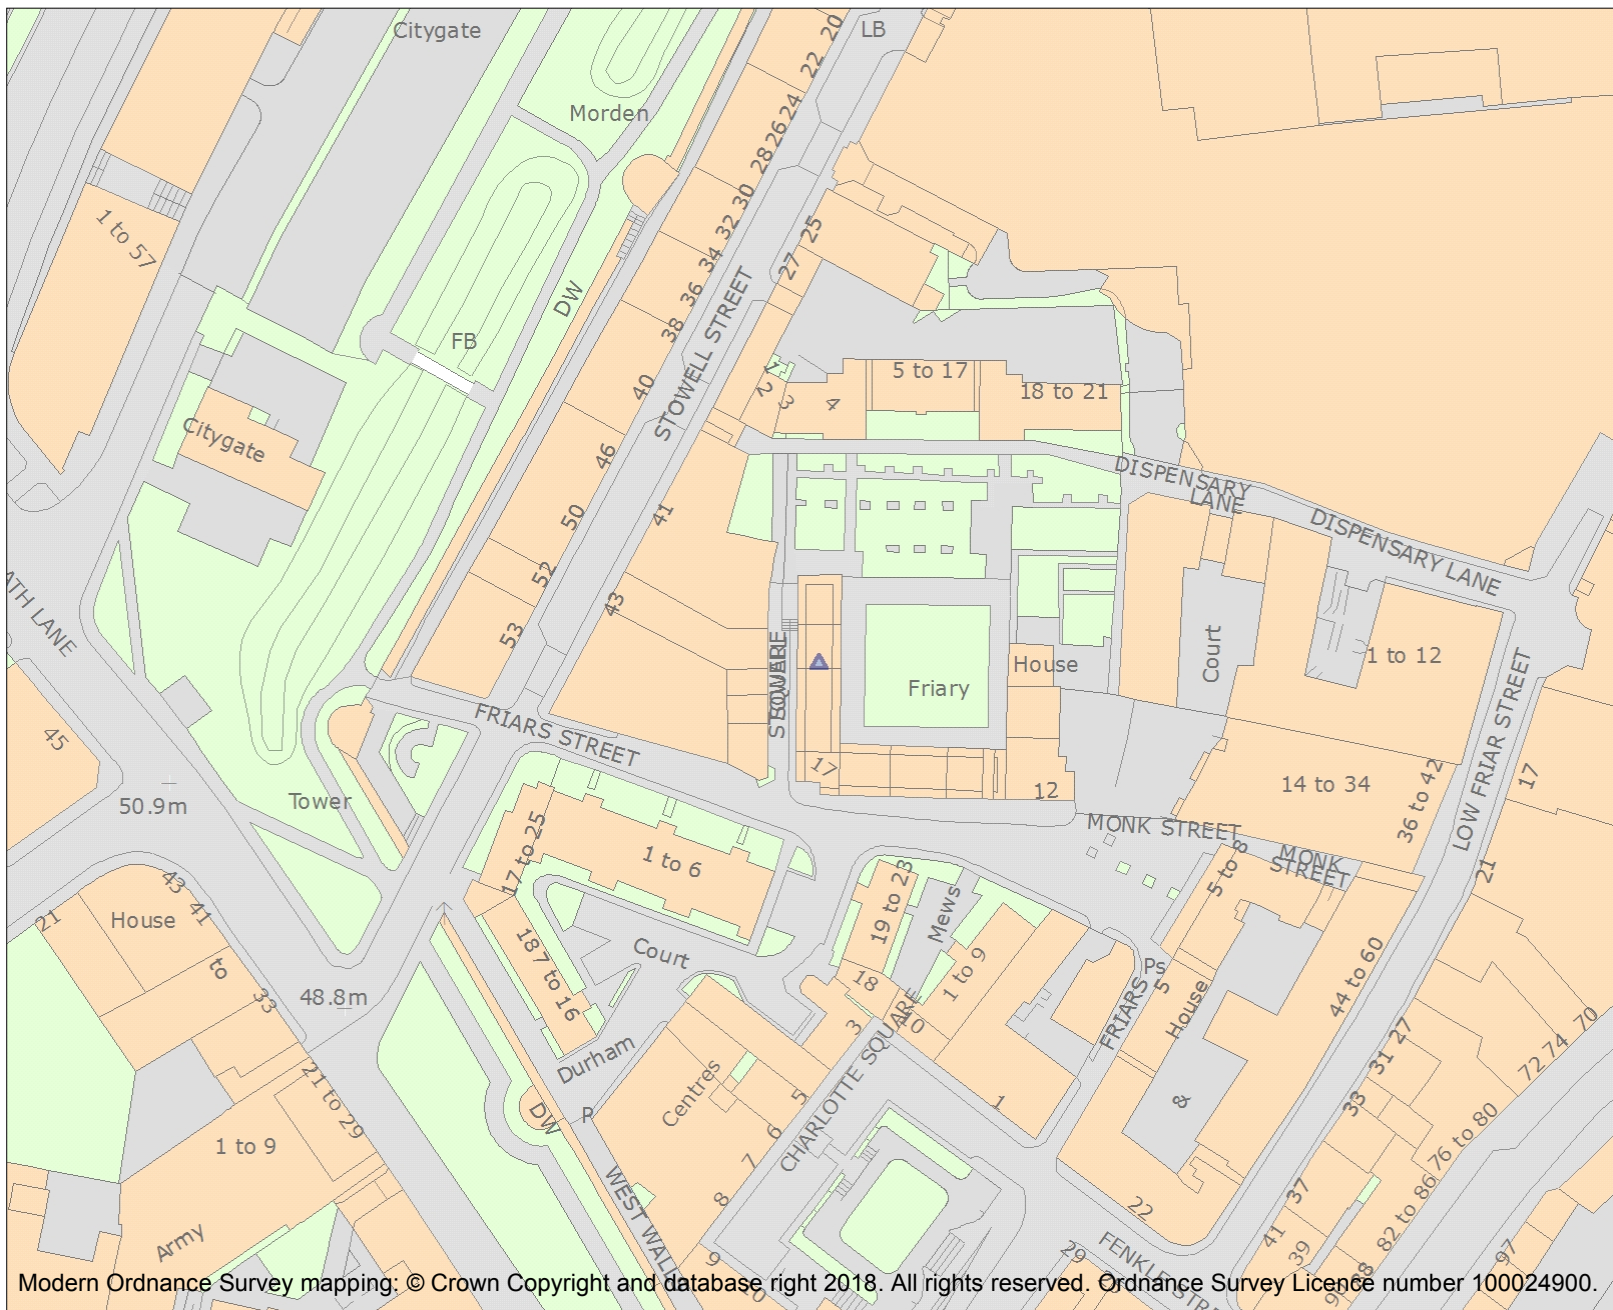 Citygate
LB
20
22
24
26
28
30
32
34
36
38
40
46
50
52
53
Morden
1 to 57
DW
FB
25
27
STOWELL STREET
41
43
1
2
3
4
5 to 17
18 to 21
Citygate
DISPENSARY
LANE
DISPENSARY LANE
ATH LANE
SQUARE
Friary
House
Court
1 to 12
LOW FRIAR STREET
FRIARS STREET
45
50.9m
Tower
17
12
MONK STREET
MONK
STREET
14 to 34
36 to 42
17
21
17 to 25
1 to 6
19 to 23
Mews
1 to 9
5 to 8
43
41
to
33
21
House
48.8m
187 to 16
Court
18
3
10
Ps
5
FRIARS
House
&
44 to 60
Durham
P
DW
Centres
5
6
7
8
9
10
CHARLOTTE SQUARE
1
22
21 to 29
1 to 9
Army
WEST WALL
27
31
33
37
39
41
70
72 74
76 to 80
82 to 86
97
29
FENKLE STR
Modern Ordnance Survey mapping: © Crown Copyright and database right 2018. All rights reserved. Ordnance Survey Licence number 100024900.